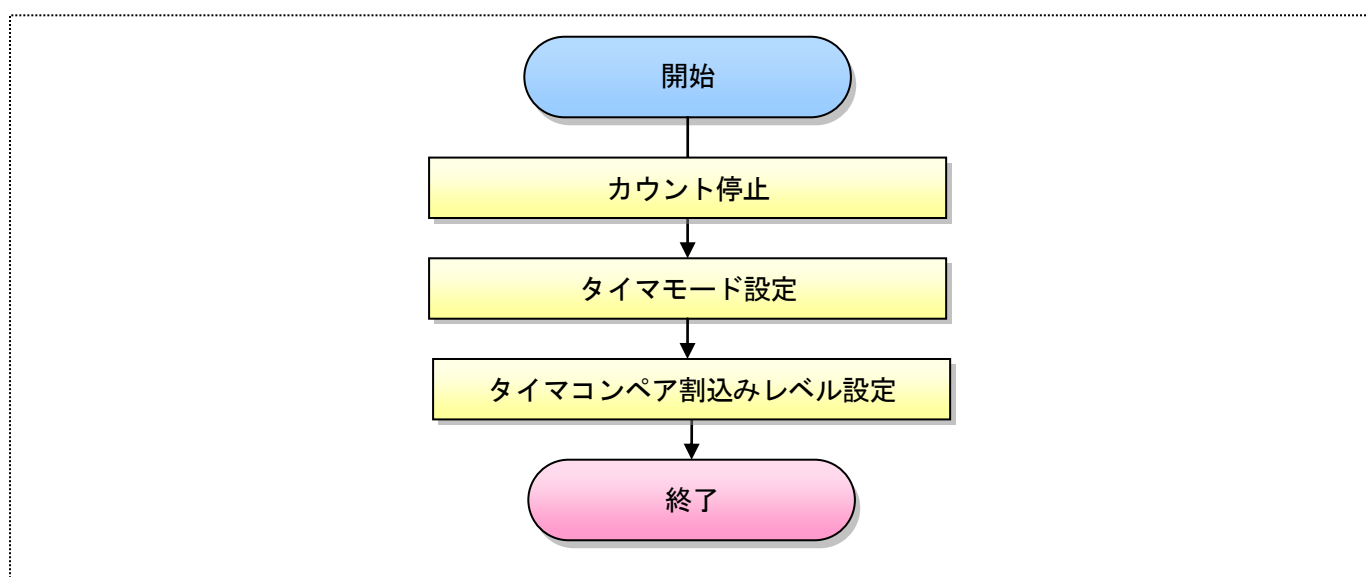 開始
カウント停止
タイマモード設定
タイマコンペア割込みレベル設定
終了